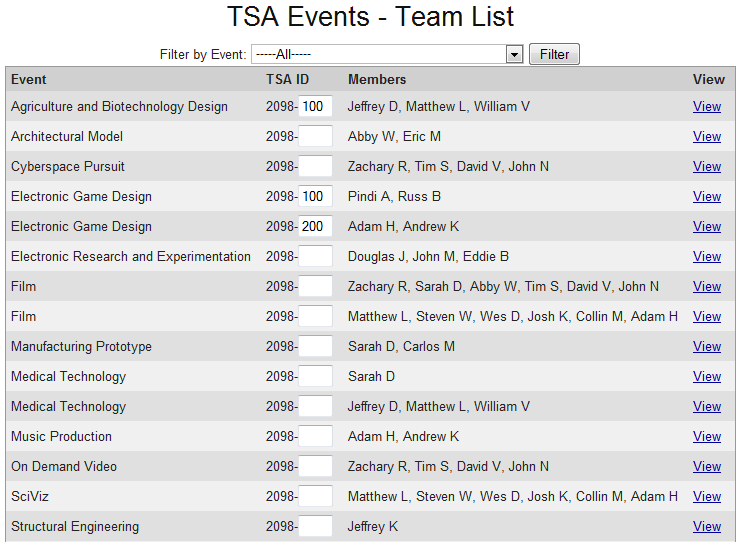 TSA Events - Team List
Filter by Event: -----All----- Filter
Event TSA ID Members View
Agriculture and Biotechnology Design 2098- 100 Jeffrey D, Matthew L, William V View
Architectural Model 2098- Abby W, Eric M View
Cyberspace Pursuit 2098- Zachary R, Tim S, David V, John N View
Electronic Game Design 2098- 100 Pindi A, Russ B View
Electronic Game Design 2098- 200 Adam H, Andrew K View
Electronic Research and Experimentation 2098- Douglas J, John M, Eddie B View
Film 2098- Zachary R, Sarah D, Abby W, Tim S, David V, John N View
Film 2098- Matthew L, Steven W, Wes D, Josh K, Collin M, Adam H View
Manufacturing Prototype 2098- Sarah D, Carlos M View
Medical Technology 2098- Sarah D View
Medical Technology 2098- Jeffrey D, Matthew L, William V View
Music Production 2098- Adam H, Andrew K View
On Demand Video 2098- Zachary R, Tim S, David V, John N View
SciViz 2098- Matthew L, Steven W, Wes D, Josh K, Collin M, Adam H View
Structural Engineering 2098- Jeffrey K View